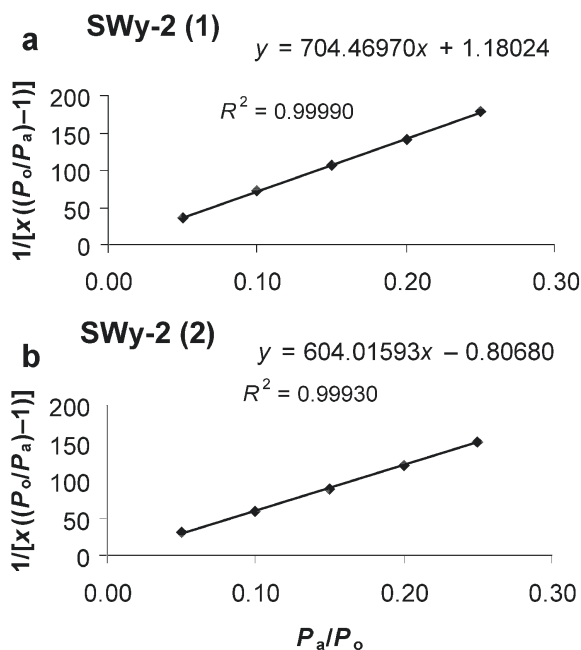 a
SWy-2 (1)
y = 704.46970x + 1.18024
R² = 0.99990
1/[x((Pₒ/Pₐ)–1)]
200
150
100
50
0
0.00 0.10 0.20 0.30
b
SWy-2 (2)
y = 604.01593x – 0.80680
R² = 0.99930
1/[x((Pₒ/Pₐ)–1)]
200
150
100
50
0
0.00 0.10 0.20 0.30
Pₐ/Pₒ